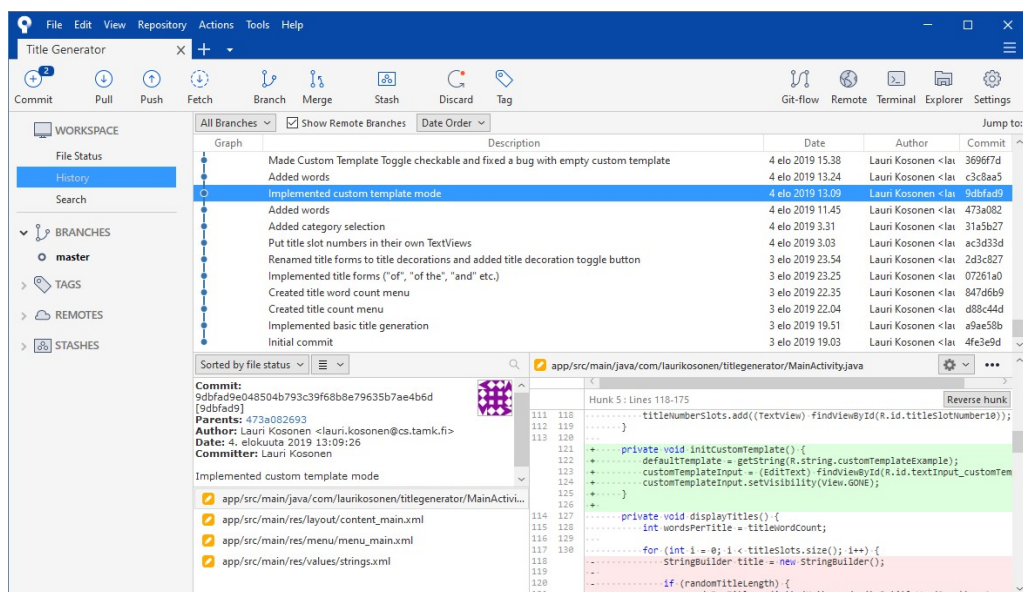 File Edit View Repository Actions Tools Help
Title Generator
2
Commit Pull Push Fetch Branch Merge Stash Discard Tag Git-flow Remote Terminal Explorer Settings
WORKSPACE
File Status
History
Search
BRANCHES
master
TAGS
REMOTES
STASHES
All Branches Show Remote Branches Date Order Jump to:
Graph Description Date Author Commit
Made Custom Template Toggle checkable and fixed a bug with empty custom template 4 elo 2019 15.38 Lauri Kosonen <lau 3696f7d
Added words 4 elo 2019 13.24 Lauri Kosonen <lau c3c8aa5
Implemented custom template mode 4 elo 2019 13.09 Lauri Kosonen <lau 9dbfad9
Added words 4 elo 2019 11.45 Lauri Kosonen <lau 473a082
Added category selection 4 elo 2019 3.31 Lauri Kosonen <lau 31a5b27
Put title slot numbers in their own TextViews 4 elo 2019 3.03 Lauri Kosonen <lau ac3d33d
Renamed title forms to title decorations and added title decoration toggle button 3 elo 2019 23.54 Lauri Kosonen <lau 2d3c827
Implemented title forms ("of", "of the", "and" etc.) 3 elo 2019 23.25 Lauri Kosonen <lau 07261a0
Created title word count menu 3 elo 2019 22.35 Lauri Kosonen <lau 847d6b9
Created title count menu 3 elo 2019 22.04 Lauri Kosonen <lau d88c44d
Implemented basic title generation 3 elo 2019 19.51 Lauri Kosonen <lau a9ae58b
Initial commit 3 elo 2019 19.03 Lauri Kosonen <lau 4fe3e9d
Sorted by file status
Commit:
9dbfad9e048504b793c39f68b8e79635b7ae4b6d
[9dbfad9]
Parents: 473a082693
Author: Lauri Kosonen <lauri.kosonen@cs.tamk.fi>
Date: 4. elokuuta 2019 13:09:26
Committer: Lauri Kosonen
Implemented custom template mode
app/src/main/java/com/laurikosonen/titlegenerator/MainActivi...
app/src/main/res/layout/content_main.xml
app/src/main/res/menu/menu_main.xml
app/src/main/res/values/strings.xml
app/src/main/java/com/laurikosonen/titlegenerator/MainActivity.java
Hunk 5 : Lines 118-175 Reverse hunk
111 118 titleNumberSlots.add((TextView) findViewById(R.id.titleSlotNumber10));
112 119 }
113 120
121 + private void initCustomTemplate() {
122 + defaultTemplate = getString(R.string.customTemplateExample);
123 + customTemplateInput = (EditText) findViewById(R.id.textInput_customTem
124 + customTemplateInput.setVisibility(View.GONE);
125 + }
126 +
114 127 private void displayTitles() {
115 128 int wordsPerTitle = titleWordCount;
116 129
117 130 for (int i = 0; i < titleSlots.size(); i++) {
118 - StringBuilder title = new StringBuilder();
119 -
120 - if (randomTitleLength) {